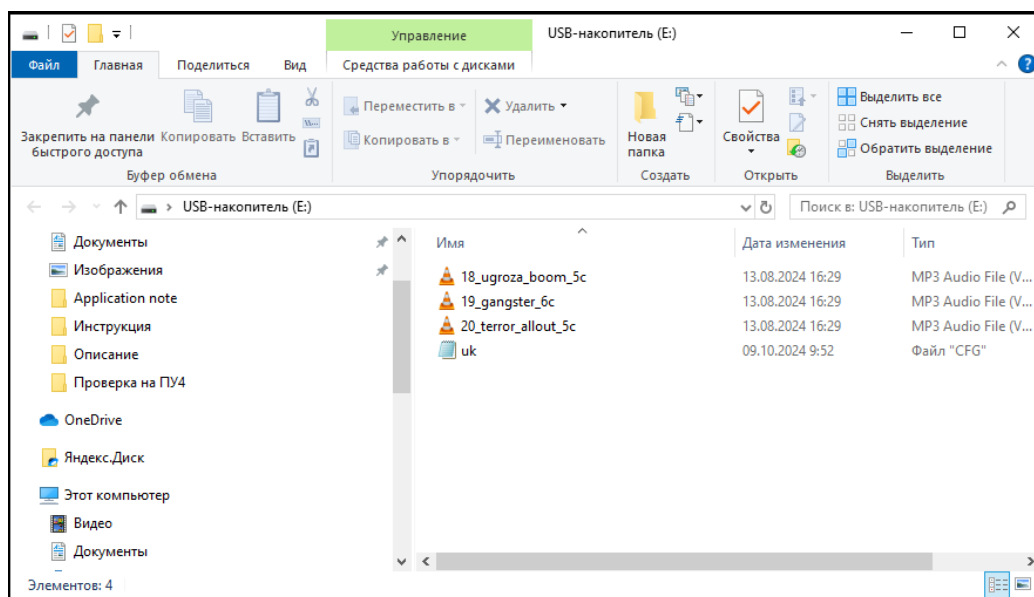 Управление
USB-накопитель (E:)
Файл
Главная
Поделиться
Вид
Средства работы с дисками
Закрепить на панели
быстрого доступа
Копировать
Вставить
Буфер обмена
Переместить в
Копировать в
Удалить
Переименовать
Упорядочить
Новая
папка
Создать
Свойства
Открыть
Выделить все
Снять выделение
Обратить выделение
Выделить
USB-накопитель (E:)
Поиск в: USB-накопитель (E:)
Документы
Изображения
Application note
Инструкция
Описание
Проверка на ПУ4
OneDrive
Яндекс.Диск
Этот компьютер
Видео
Документы
Имя
Дата изменения
Тип
18_ugroza_boom_5c
13.08.2024 16:29
MP3 Audio File (V...
19_gangster_6c
13.08.2024 16:29
MP3 Audio File (V...
20_terror_allout_5c
13.08.2024 16:29
MP3 Audio File (V...
uk
09.10.2024 9:52
Файл "CFG"
Элементов: 4